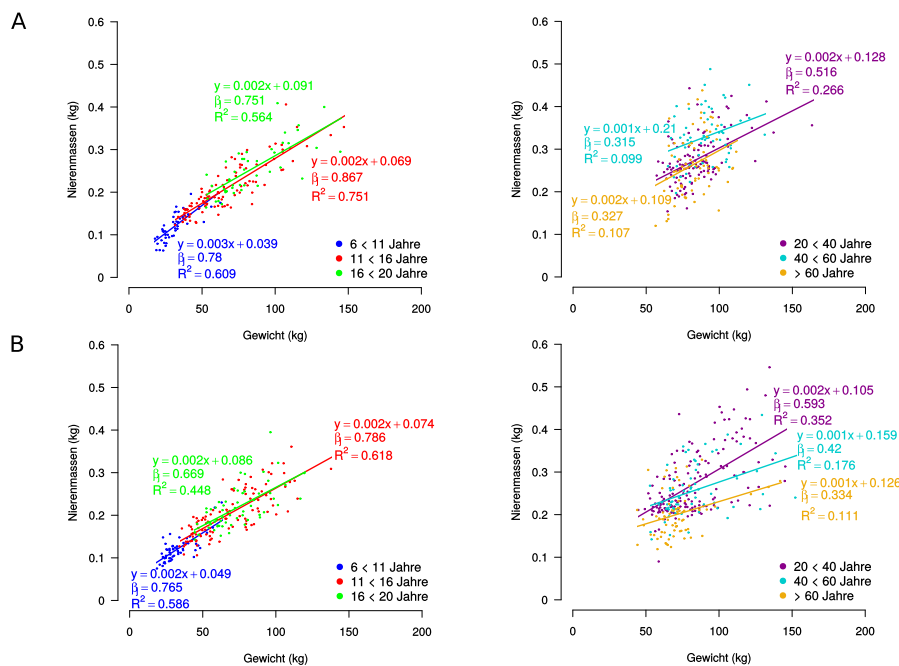 A
0.6
0.5
0.4
0.3
0.2
0.1
0
Nierenmassen (kg)
y = 0.002x + 0.091
βj = 0.751
R² = 0.564
y = 0.002x + 0.069
βj = 0.867
R² = 0.751
y = 0.003x + 0.039
βj = 0.78
R² = 0.609
6 < 11 Jahre
11 < 16 Jahre
16 < 20 Jahre
0 50 100 150 200
Gewicht (kg)
0.6
0.5
0.4
0.3
0.2
0.1
0
Nierenmassen (kg)
y = 0.002x + 0.128
βj = 0.516
R² = 0.266
y = 0.001x + 0.21
βj = 0.315
R² = 0.099
y = 0.002x + 0.109
βj = 0.327
R² = 0.107
20 < 40 Jahre
40 < 60 Jahre
> 60 Jahre
0 50 100 150 200
Gewicht (kg)
B
0.6
0.5
0.4
0.3
0.2
0.1
0
Nierenmassen (kg)
y = 0.002x + 0.074
βj = 0.786
R² = 0.618
y = 0.002x + 0.086
βj = 0.669
R² = 0.448
y = 0.002x + 0.049
βj = 0.765
R² = 0.586
6 < 11 Jahre
11 < 16 Jahre
16 < 20 Jahre
0 50 100 150 200
Gewicht (kg)
0.6
0.5
0.4
0.3
0.2
0.1
0
Nierenmassen (kg)
y = 0.002x + 0.105
βj = 0.593
R² = 0.352
y = 0.001x + 0.159
βj = 0.42
R² = 0.176
y = 0.001x + 0.126
βj = 0.334
R² = 0.111
20 < 40 Jahre
40 < 60 Jahre
> 60 Jahre
0 50 100 150 200
Gewicht (kg)